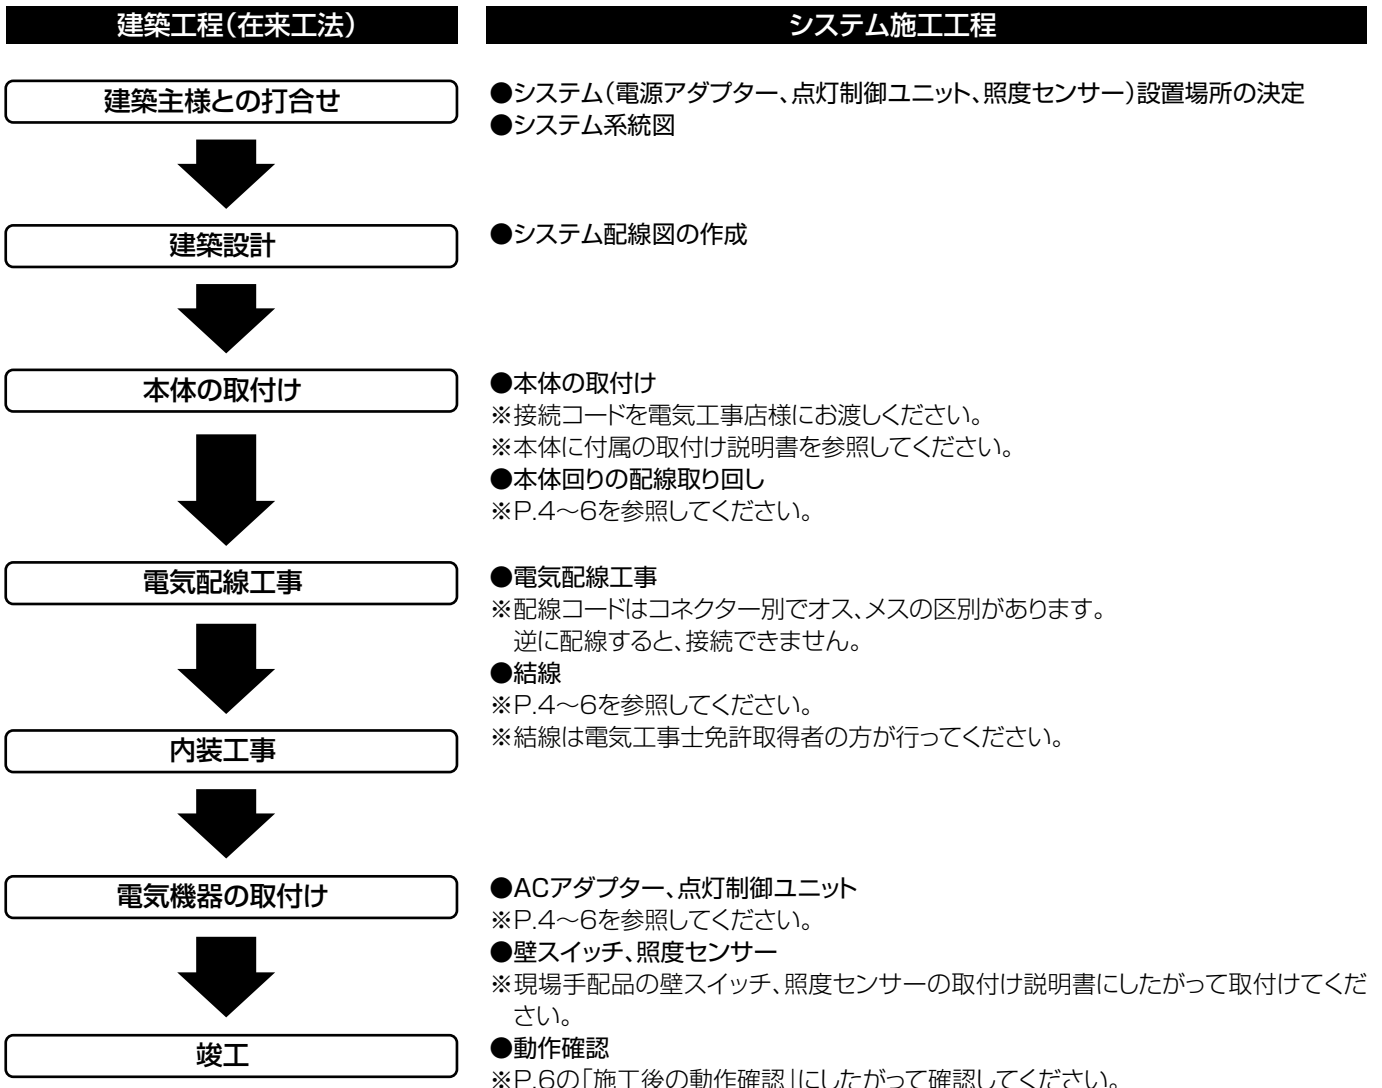 建築工程(在来工法)
システム施工工程
建築主様との打合せ
●システム(電源アダプター、点灯制御ユニット、照度センサー)設置場所の決定
●システム系統図
建築設計
●システム配線図の作成
本体の取付け
●本体の取付け
※接続コードを電気工事店様にお渡しください。
※本体に付属の取付け説明書を参照してください。
●本体回りの配線取り回し
※P.4〜6を参照してください。
電気配線工事
●電気配線工事
※配線コードはコネクター別でオス、メスの区別があります。
逆に配線すると、接続できません。
●結線
※P.4〜6を参照してください。
※結線は電気工事士免許取得者の方が行ってください。
内装工事
電気機器の取付け
●ACアダプター、点灯制御ユニット
※P.4〜6を参照してください。
●壁スイッチ、照度センサー
※現場手配品の壁スイッチ、照度センサーの取付け説明書にしたがって取付けてくだ
さい。
竣工
●動作確認
※P.6の「施工後の動作確認」にしたがって確認してください。